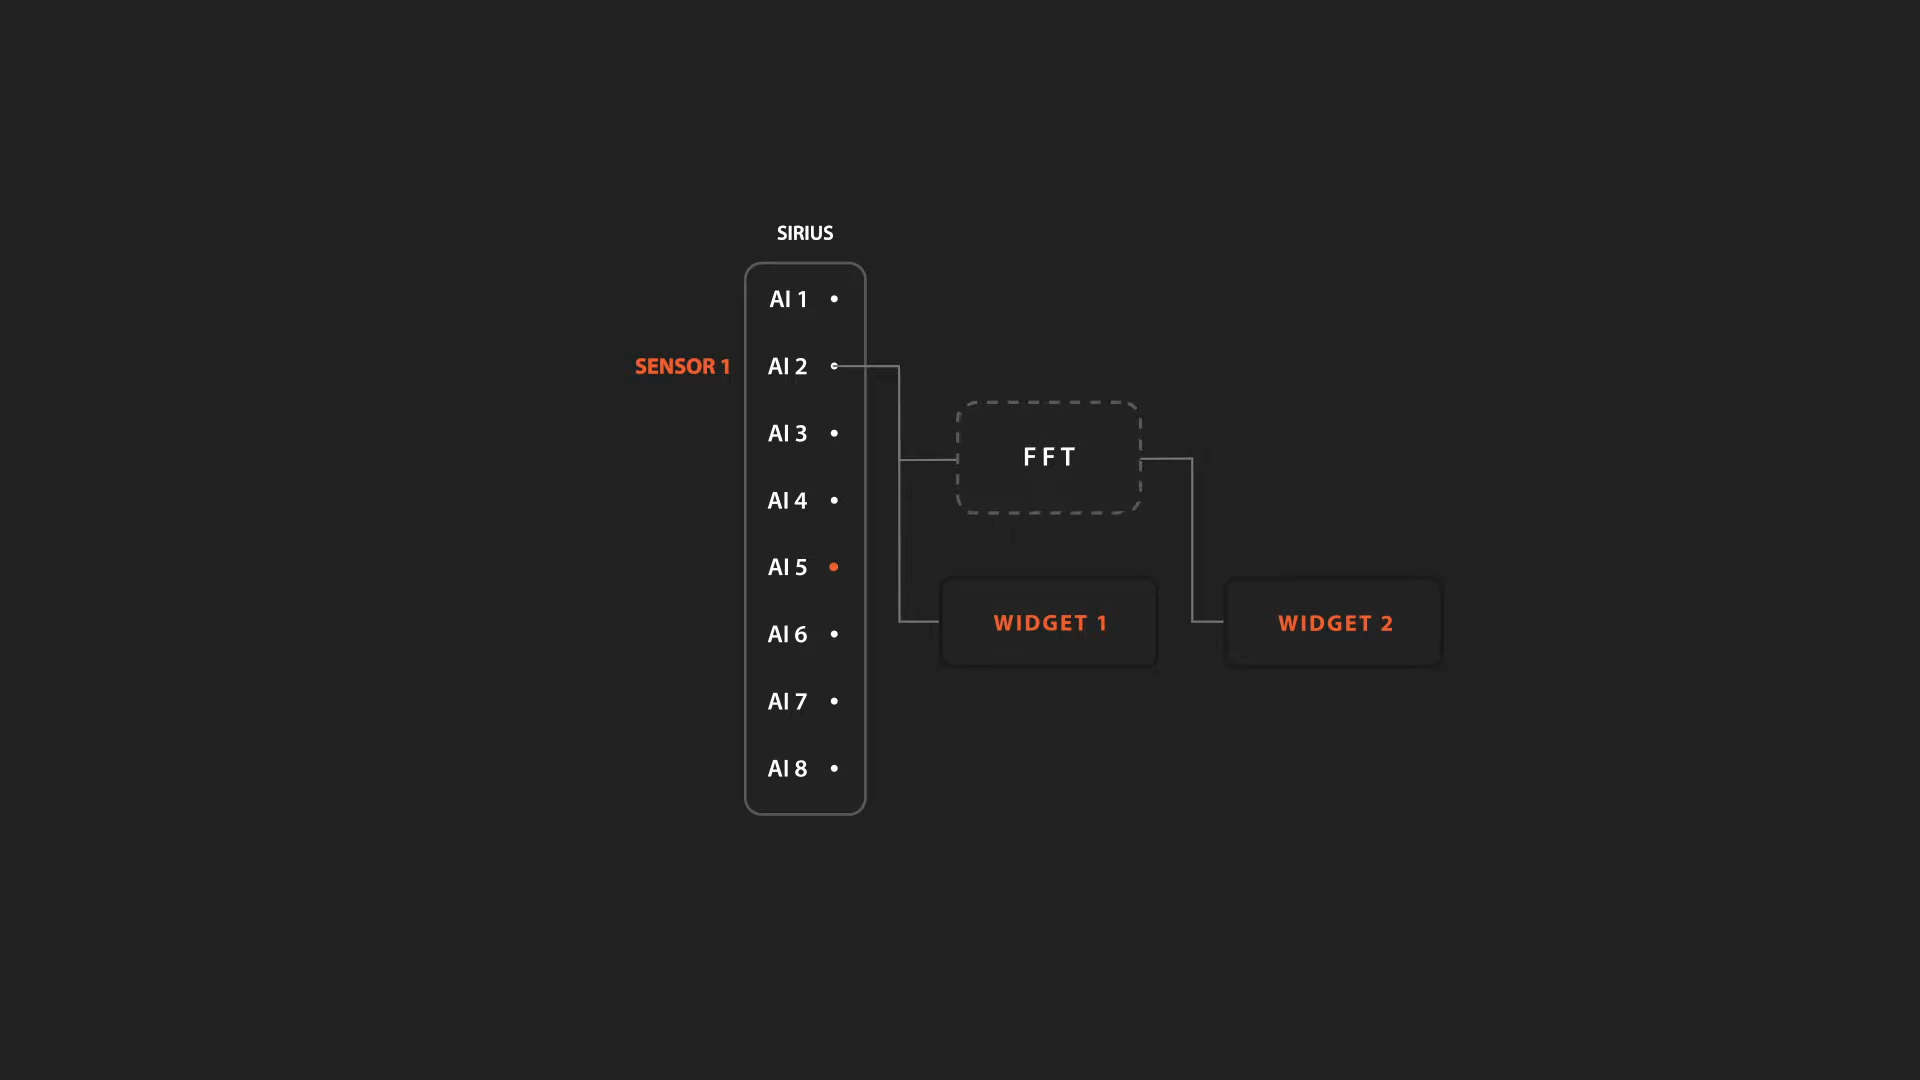 SIRIUS
AI 1
SENSOR 1
AI 2
AI 3
FFT
AI 4
AI 5
WIDGET 1
WIDGET 2
AI 6
AI 7
AI 8